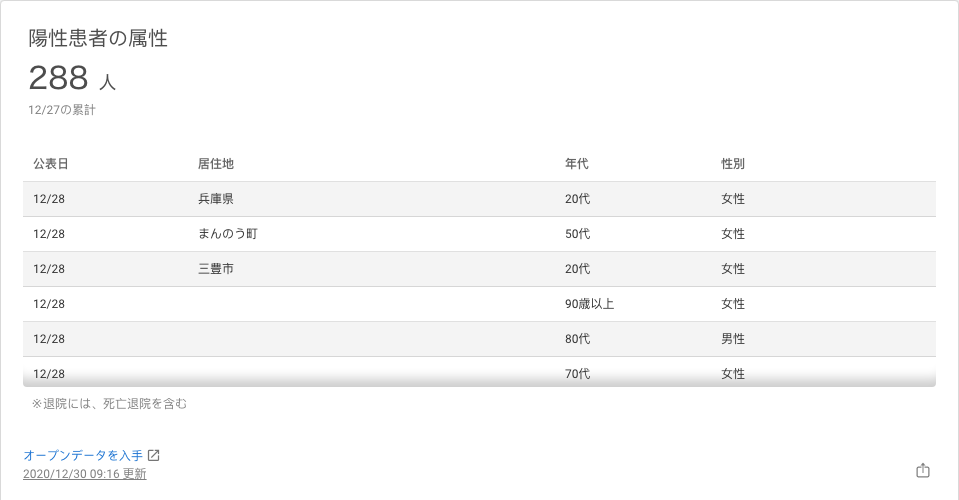 陽性患者の属性
288 人
12/27の累計
公表日 居住地 年代 性別
12/28 兵庫県 20代 女性
12/28 まんのう町 50代 女性
12/28 三豊市 20代 女性
12/28 90歳以上 女性
12/28 80代 男性
12/28 70代 女性
※退院には、死亡退院を含む
オープンデータを入手
2020/12/30 09:16 更新